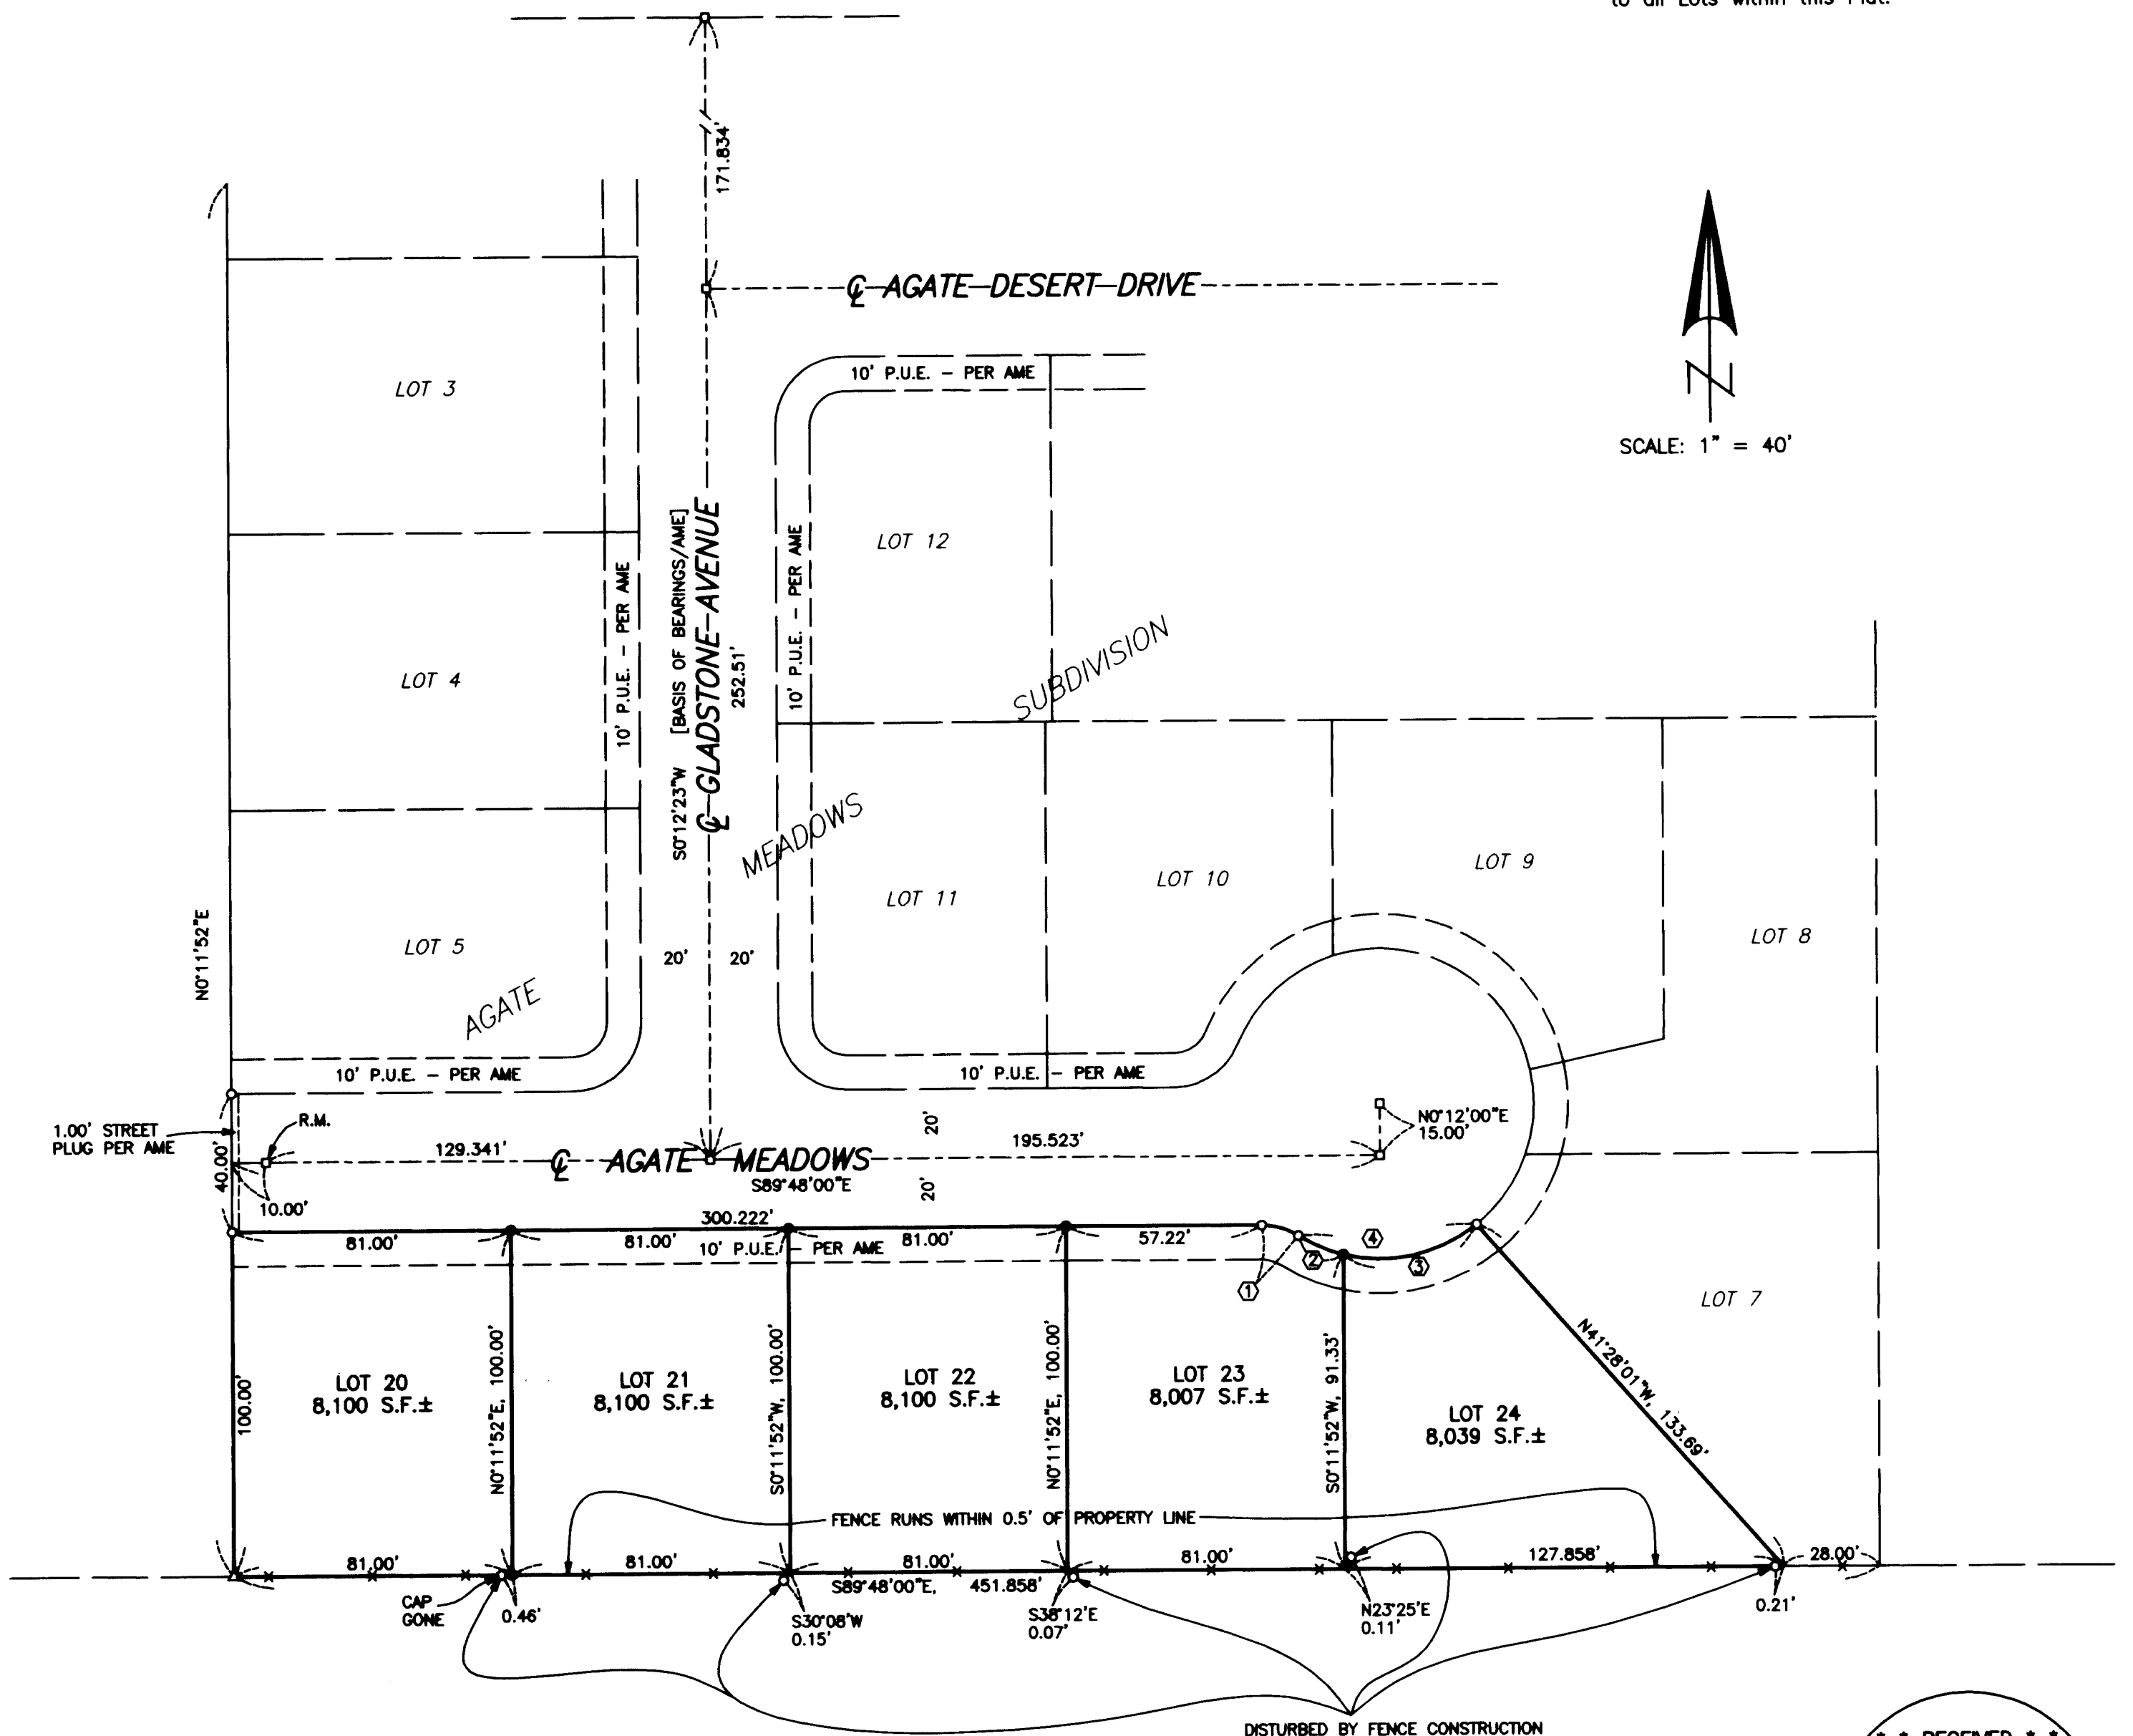 to all Lots within this Plat.
171.834'
℄ AGATE DESERT DRIVE
10' P.U.E. - PER AME
SCALE: 1" = 40'
LOT 3
LOT 12
10' P.U.E. - PER AME
S0°12'23"W [BASIS OF BEARINGS/AME]
℄ GLADSTONE AVENUE
252.51'
10' P.U.E. - PER AME
LOT 4
SUBDIVISION
MEADOWS
AGATE
LOT 5
LOT 11
LOT 10
LOT 9
LOT 8
N0°11'52"E
20' 20'
10' P.U.E. - PER AME
10' P.U.E. - PER AME
1.00' STREET
PLUG PER AME
R.M.
40.00'
10.00'
129.341'
℄ AGATE MEADOWS
S89°48'00"E
20'
20'
195.523'
N0°12'00"E
15.00'
300.222'
81.00'
81.00'
81.00'
57.22'
10' P.U.E. - PER AME
1
2
4
3
LOT 7
100.00'
LOT 20
8,100 S.F.±
N0°11'52"E, 100.00'
LOT 21
8,100 S.F.±
S0°11'52"W, 100.00'
LOT 22
8,100 S.F.±
N0°11'52"E, 100.00'
LOT 23
8,007 S.F.±
S0°11'52"W, 91.33'
LOT 24
8,039 S.F.±
N41°28'01"W, 133.69'
FENCE RUNS WITHIN 0.5' OF PROPERTY LINE
81.00'
81.00'
81.00'
81.00'
127.858'
28.00'
S89°48'00"E, 451.858'
CAP
GONE
0.46'
S30°08'W
0.15'
S38°12'E
0.07'
N23°25'E
0.11'
0.21'
DISTURBED BY FENCE CONSTRUCTION
* * RECEIVED * *